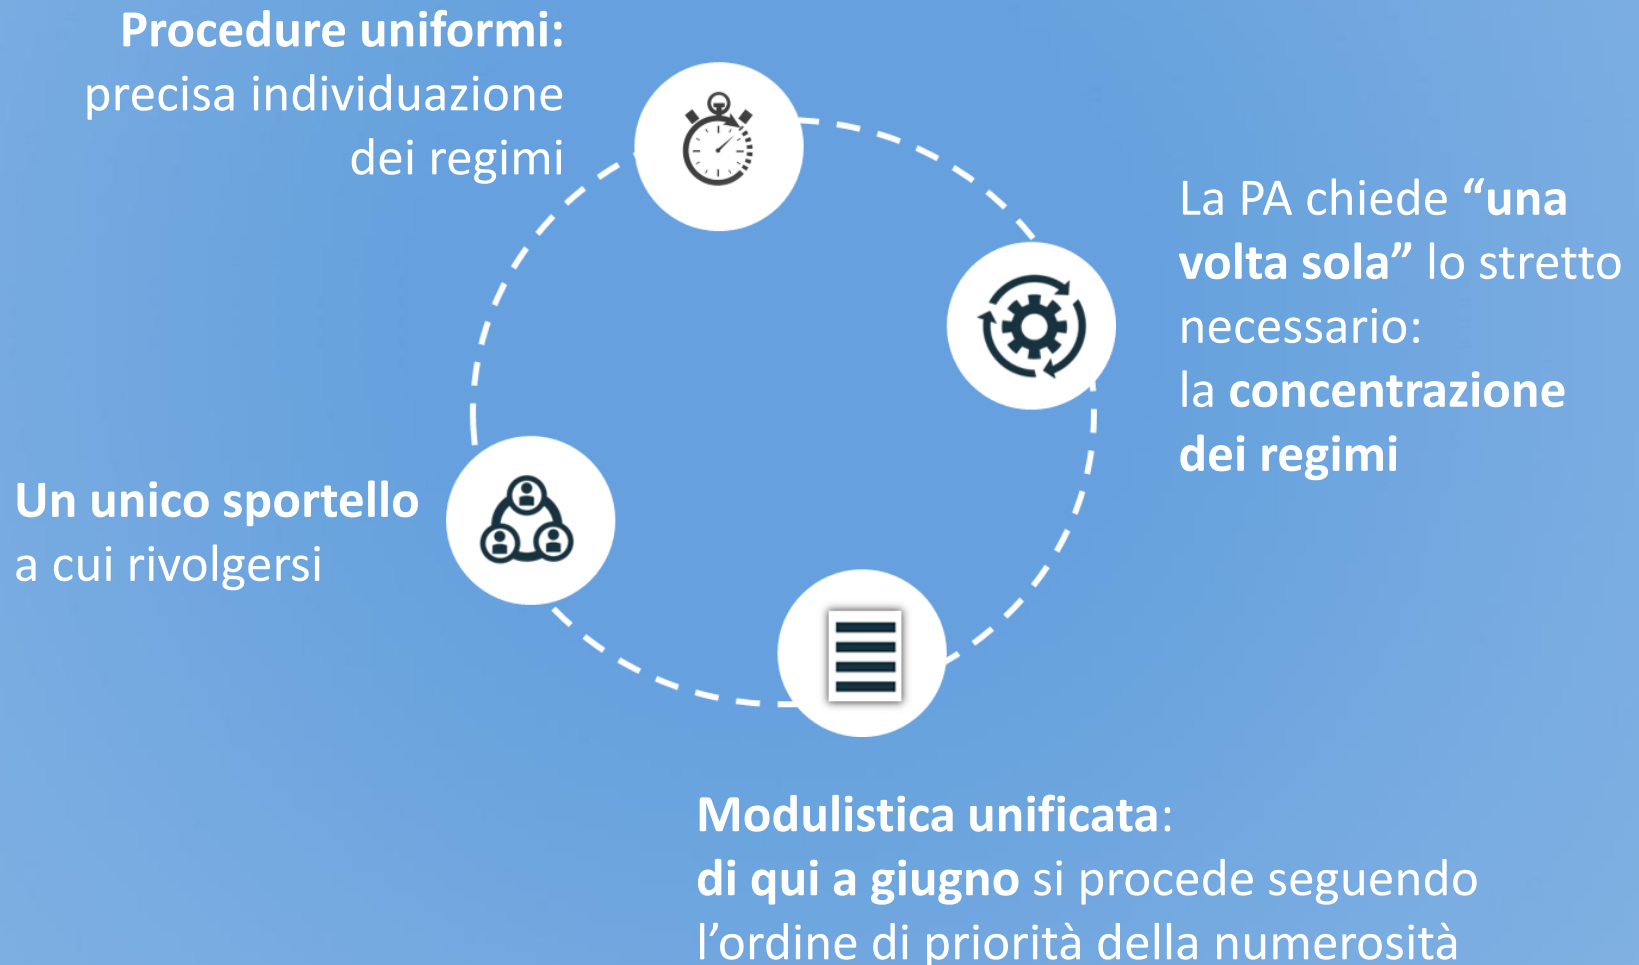 Procedure uniformi:
precisa individuazione
dei regimi
La PA chiede “una
volta sola” lo stretto
necessario:
la concentrazione
dei regimi
Un unico sportello
a cui rivolgersi
Modulistica unificata:
di qui a giugno si procede seguendo
l’ordine di priorità della numerosità